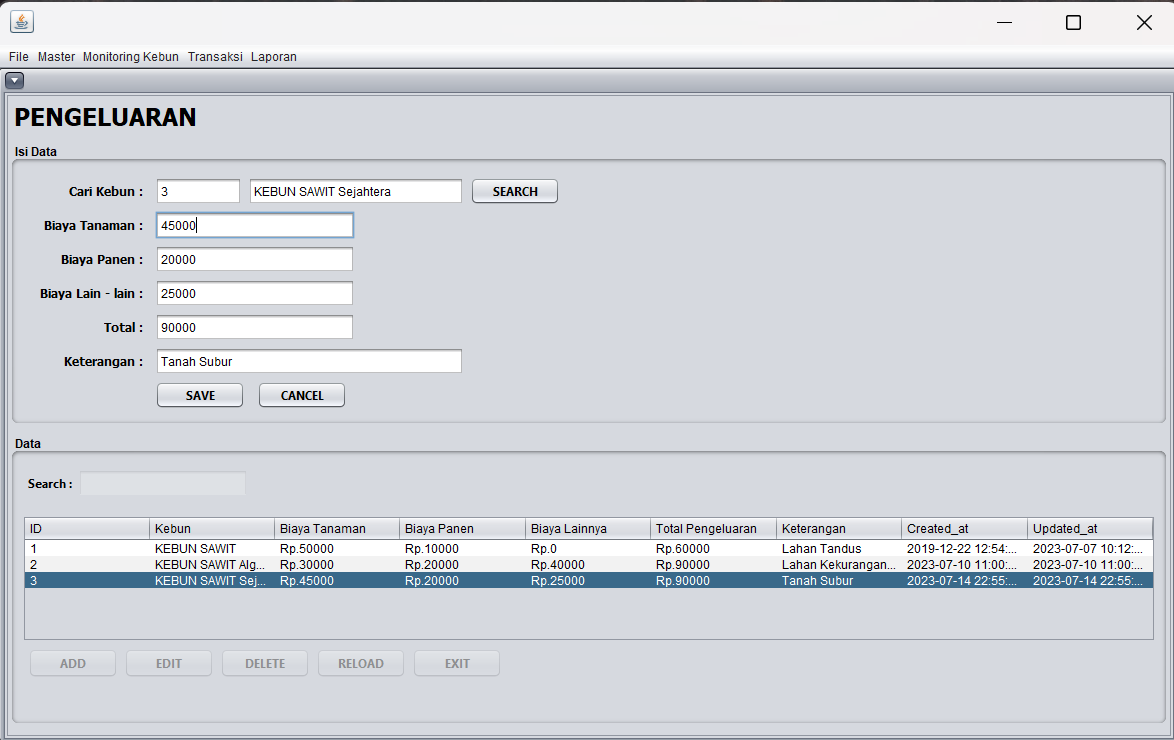 File Master Monitoring Kebun Transaksi Laporan
PENGELUARAN
Isi Data
Cari Kebun : 3 KEBUN SAWIT Sejahtera SEARCH
Biaya Tanaman : 45000
Biaya Panen : 20000
Biaya Lain - lain : 25000
Total : 90000
Keterangan : Tanah Subur
SAVE CANCEL
Data
Search :
ID Kebun Biaya Tanaman Biaya Panen Biaya Lainnya Total Pengeluaran Keterangan Created_at Updated_at
1 KEBUN SAWIT Rp.50000 Rp.10000 Rp.0 Rp.60000 Lahan Tandus 2019-12-22 12:54:... 2023-07-07 10:12:...
2 KEBUN SAWIT Alg... Rp.30000 Rp.20000 Rp.40000 Rp.90000 Lahan Kekurangan... 2023-07-10 11:00:... 2023-07-10 11:00:...
3 KEBUN SAWIT Sej... Rp.45000 Rp.20000 Rp.25000 Rp.90000 Tanah Subur 2023-07-14 22:55:... 2023-07-14 22:55:...
ADD EDIT DELETE RELOAD EXIT